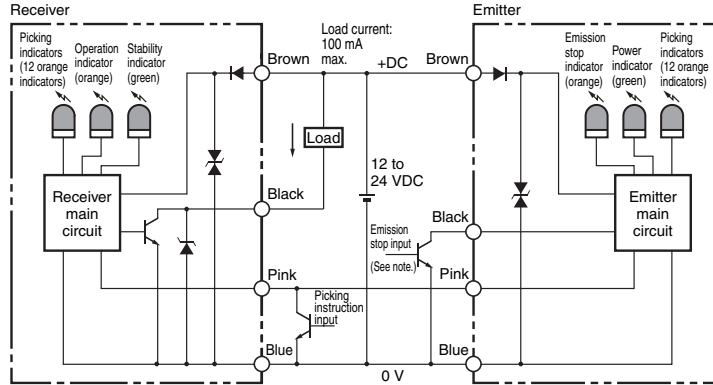 Receiver
Emitter
Picking
indicators
(12 orange
indicators)
Operation
indicator
(orange)
Stability
indicator
(green)
Load current:
100 mA
max.
Emission
stop
indicator
(orange)
Power
indicator
(green)
Picking
indicators
(12 orange
indicators)
Brown
+DC
Brown
Load
12 to
24 VDC
Receiver
main
circuit
Black
Black
Emitter
main
circuit
Emission
stop input
(See note.)
Pink
Pink
Picking
instruction
input
Blue
Blue
0 V